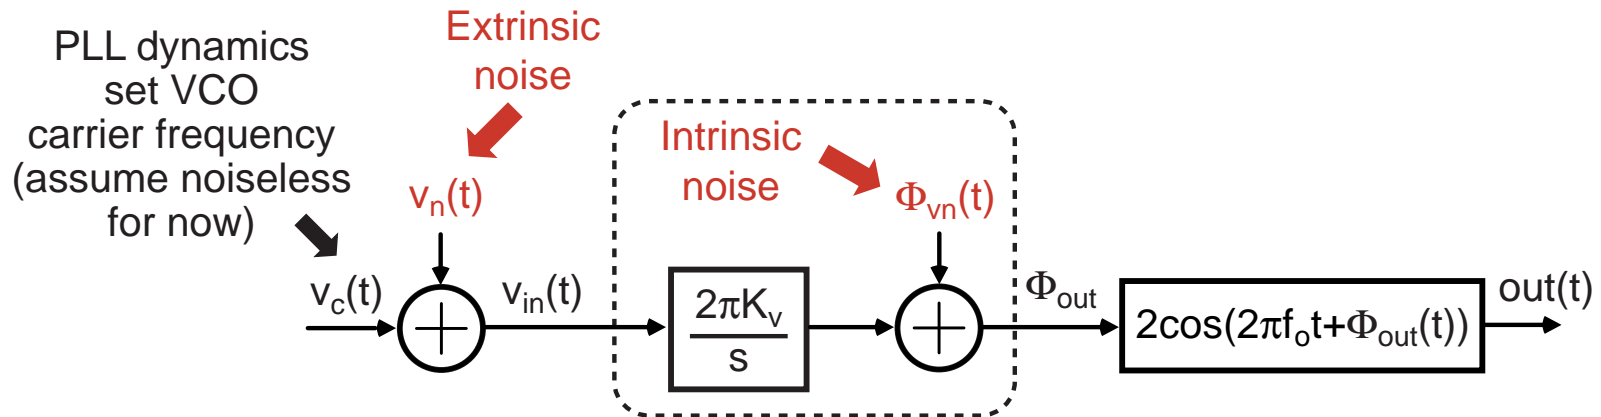 PLL dynamics
set VCO
carrier frequency
(assume noiseless
for now)
Extrinsic
noise
Intrinsic
noise
vn(t)
Φvn(t)
vc(t)
vin(t)
2πKv
s
Φout
2cos(2πfot+Φout(t))
out(t)